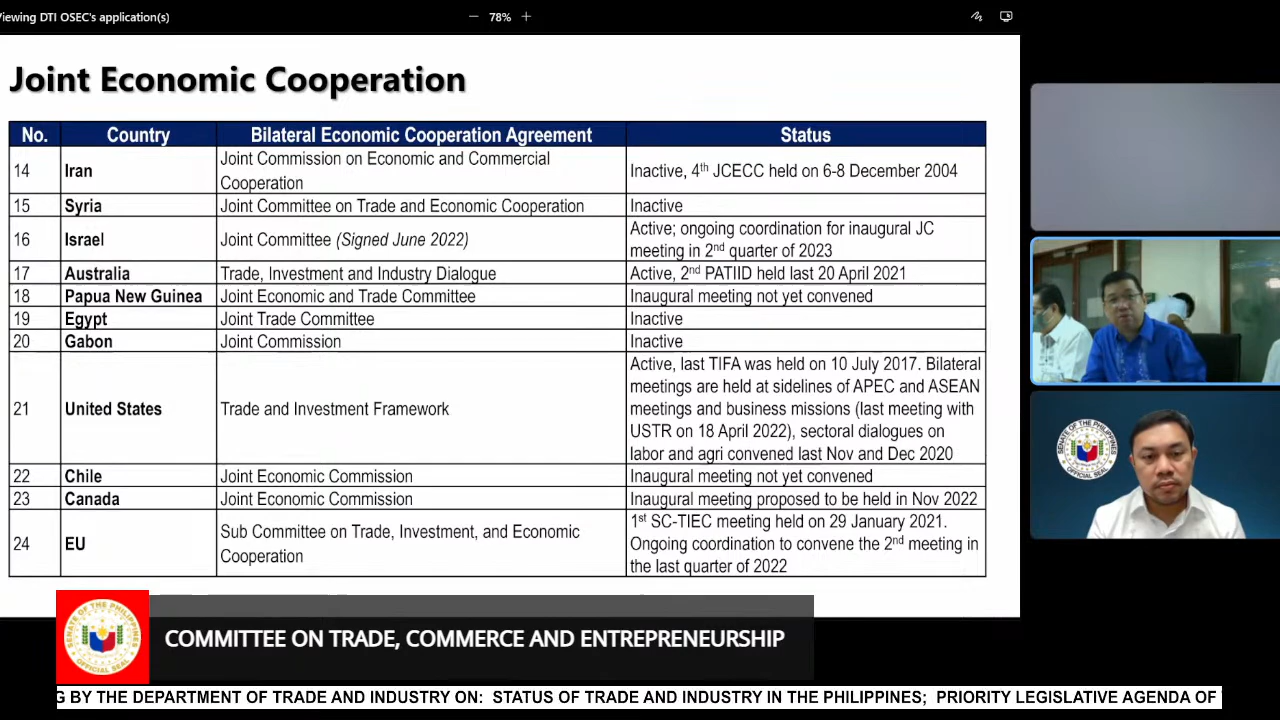 Viewing DTI OSEC's application(s)
78%
Joint Economic Cooperation
No. Country Bilateral Economic Cooperation Agreement Status
14 Iran Joint Commission on Economic and Commercial Cooperation Inactive, 4th JCECC held on 6-8 December 2004
15 Syria Joint Committee on Trade and Economic Cooperation Inactive
16 Israel Joint Committee (Signed June 2022) Active; ongoing coordination for inaugural JC meeting in 2nd quarter of 2023
17 Australia Trade, Investment and Industry Dialogue Active, 2nd PATIID held last 20 April 2021
18 Papua New Guinea Joint Economic and Trade Committee Inaugural meeting not yet convened
19 Egypt Joint Trade Committee Inactive
20 Gabon Joint Commission Inactive
21 United States Trade and Investment Framework Active, last TIFA was held on 10 July 2017. Bilateral meetings are held at sidelines of APEC and ASEAN meetings and business missions (last meeting with USTR on 18 April 2022), sectoral dialogues on labor and agri convened last Nov and Dec 2020
22 Chile Joint Economic Commission Inaugural meeting not yet convened
23 Canada Joint Economic Commission Inaugural meeting proposed to be held in Nov 2022
24 EU Sub Committee on Trade, Investment, and Economic Cooperation 1st SC-TIEC meeting held on 29 January 2021. Ongoing coordination to convene the 2nd meeting in the last quarter of 2022
SENATE OF THE PHILIPPINES
OFFICIAL SEAL
SENATE OF THE PHILIPPINES
OFFICIAL SEAL
COMMITTEE ON TRADE, COMMERCE AND ENTREPRENEURSHIP
G BY THE DEPARTMENT OF TRADE AND INDUSTRY ON: STATUS OF TRADE AND INDUSTRY IN THE PHILIPPINES; PRIORITY LEGISLATIVE AGENDA OF